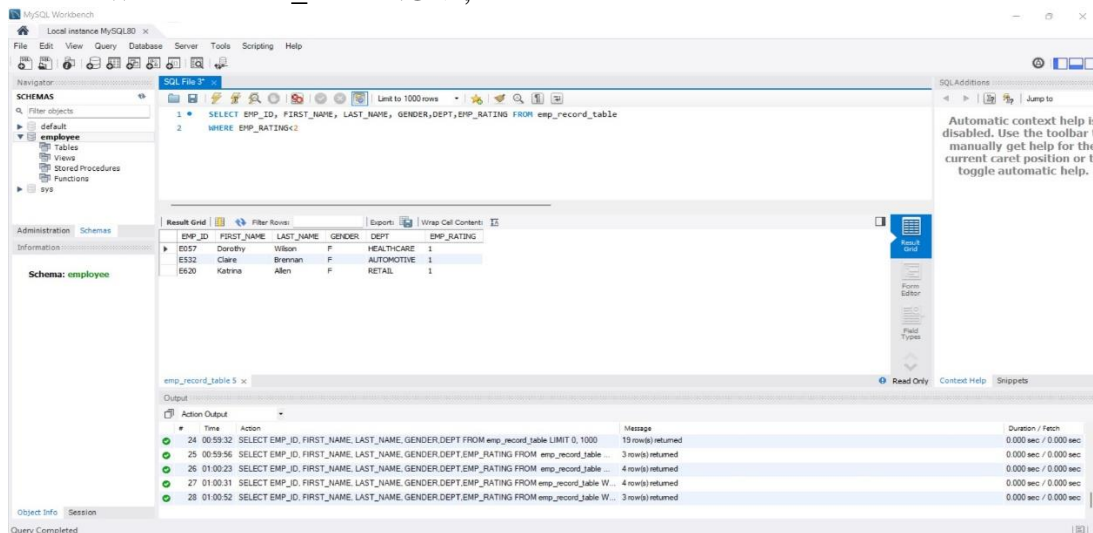 MySQL Workbench
Local instance MySQL80 ×
File Edit View Query Database Server Tools Scripting Help
Navigator
SCHEMAS
Filter objects
default
employee
Tables
Views
Stored Procedures
Functions
sys
Administration Schemas
Information
Schema: employee
Object Info Session
Query Completed
SQL File 3* ×
Limit to 1000 rows
1 SELECT EMP_ID, FIRST_NAME, LAST_NAME, GENDER,DEPT,EMP_RATING FROM emp_record_table
2 WHERE EMP_RATING<2
Result Grid Filter Rows: Export: Wrap Cell Content:
EMP_ID FIRST_NAME LAST_NAME GENDER DEPT EMP_RATING
E057 Dorothy Wilson F HEALTHCARE 1
E532 Claire Brennan F AUTOMOTIVE 1
E620 Katrina Allen F RETAIL 1
Result
Grid
Form
Editor
Field
Types
emp_record_table 5 ×
Read Only
Output
Action Output
# Time Action Message Duration / Fetch
24 00:59:32 SELECT EMP_ID, FIRST_NAME, LAST_NAME, GENDER,DEPT FROM emp_record_table LIMIT 0, 1000 19 row(s) returned 0.000 sec / 0.000 sec
25 00:59:56 SELECT EMP_ID, FIRST_NAME, LAST_NAME, GENDER,DEPT,EMP_RATING FROM emp_record_table ... 3 row(s) returned 0.000 sec / 0.000 sec
26 01:00:23 SELECT EMP_ID, FIRST_NAME, LAST_NAME, GENDER,DEPT,EMP_RATING FROM emp_record_table ... 4 row(s) returned 0.000 sec / 0.000 sec
27 01:00:31 SELECT EMP_ID, FIRST_NAME, LAST_NAME, GENDER,DEPT,EMP_RATING FROM emp_record_table W... 4 row(s) returned 0.000 sec / 0.000 sec
28 01:00:52 SELECT EMP_ID, FIRST_NAME, LAST_NAME, GENDER,DEPT,EMP_RATING FROM emp_record_table W... 3 row(s) returned 0.000 sec / 0.000 sec
SQLAdditions
Jump to
Automatic context help is
disabled. Use the toolbar
manually get help for the
current caret position or
toggle automatic help.
Context Help Snippets